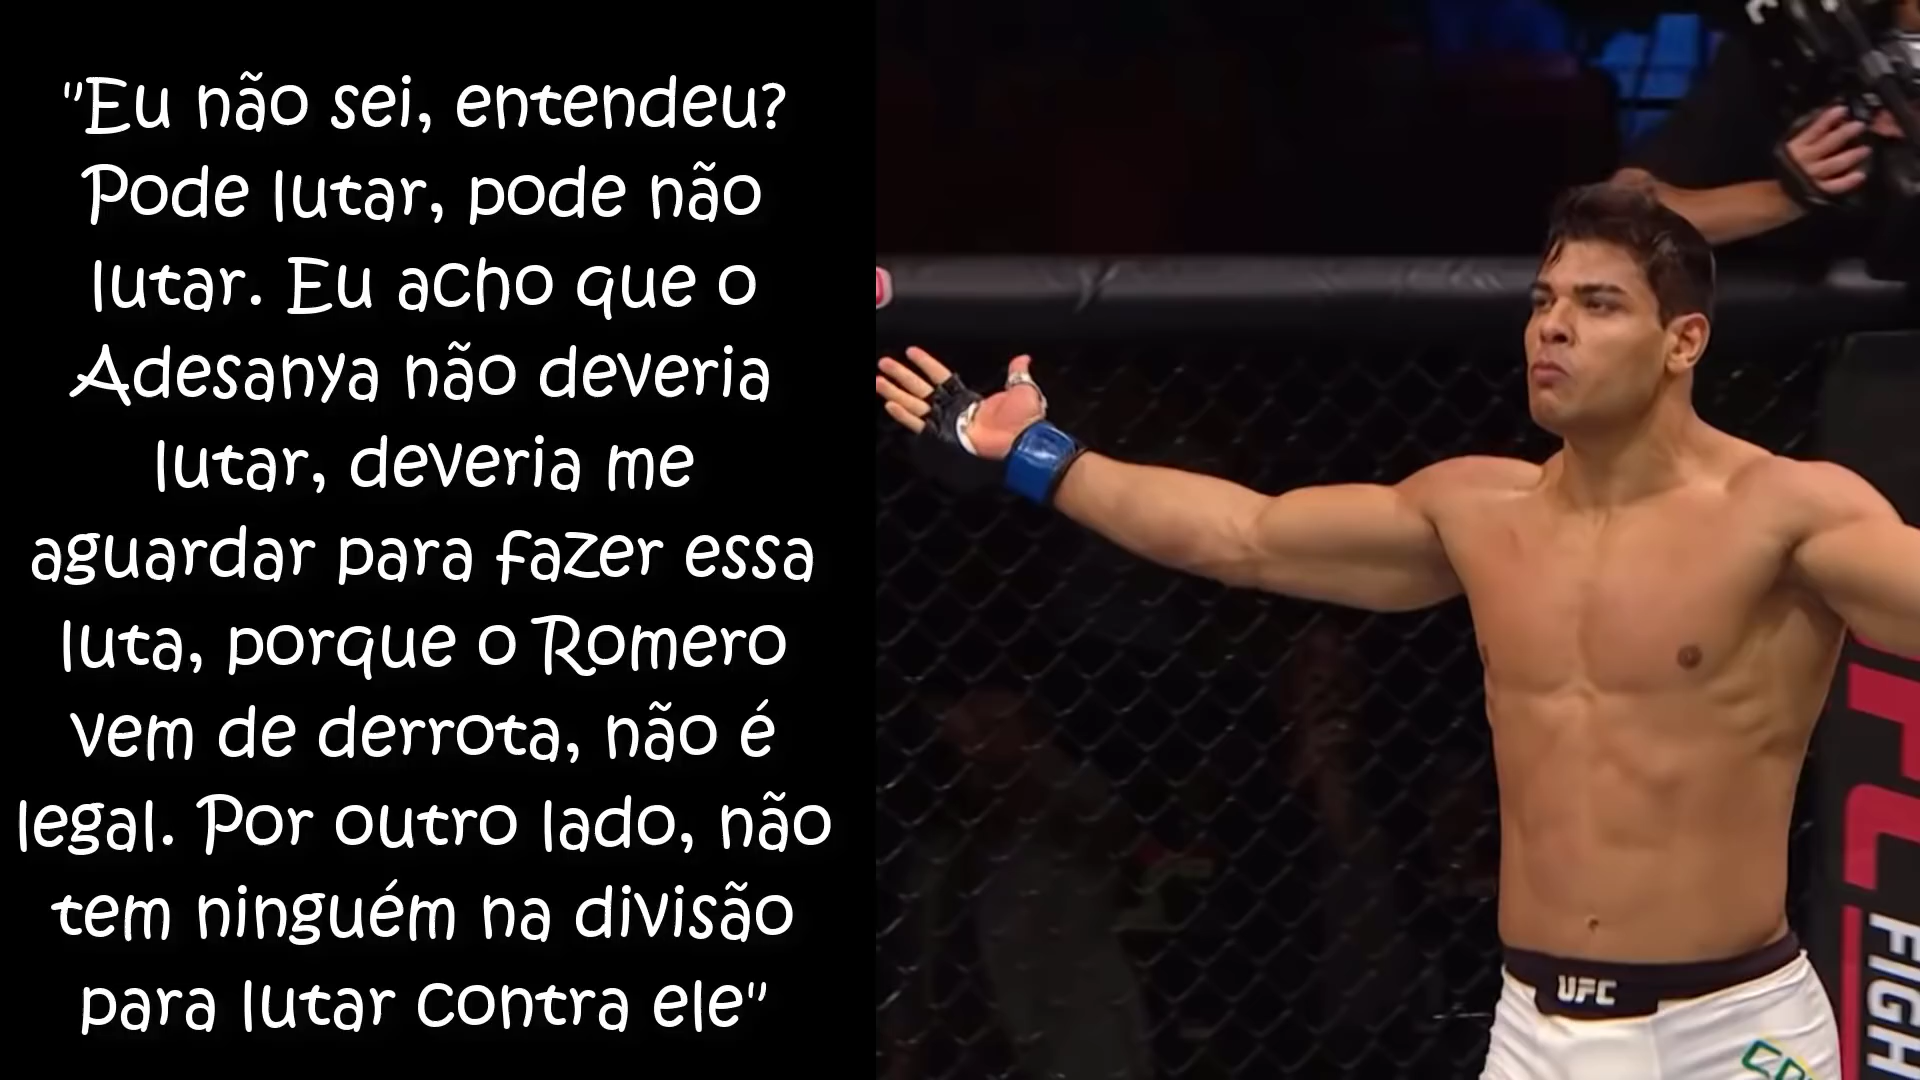 "Eu não sei, entendeu?
Pode lutar, pode não
lutar. Eu acho que o
Adesanya não deveria
lutar, deveria me
aguardar para fazer essa
luta, porque o Romero
vem de derrota, não é
legal. Por outro lado, não
tem ninguém na divisão
para lutar contra ele"
UFC
FIGH